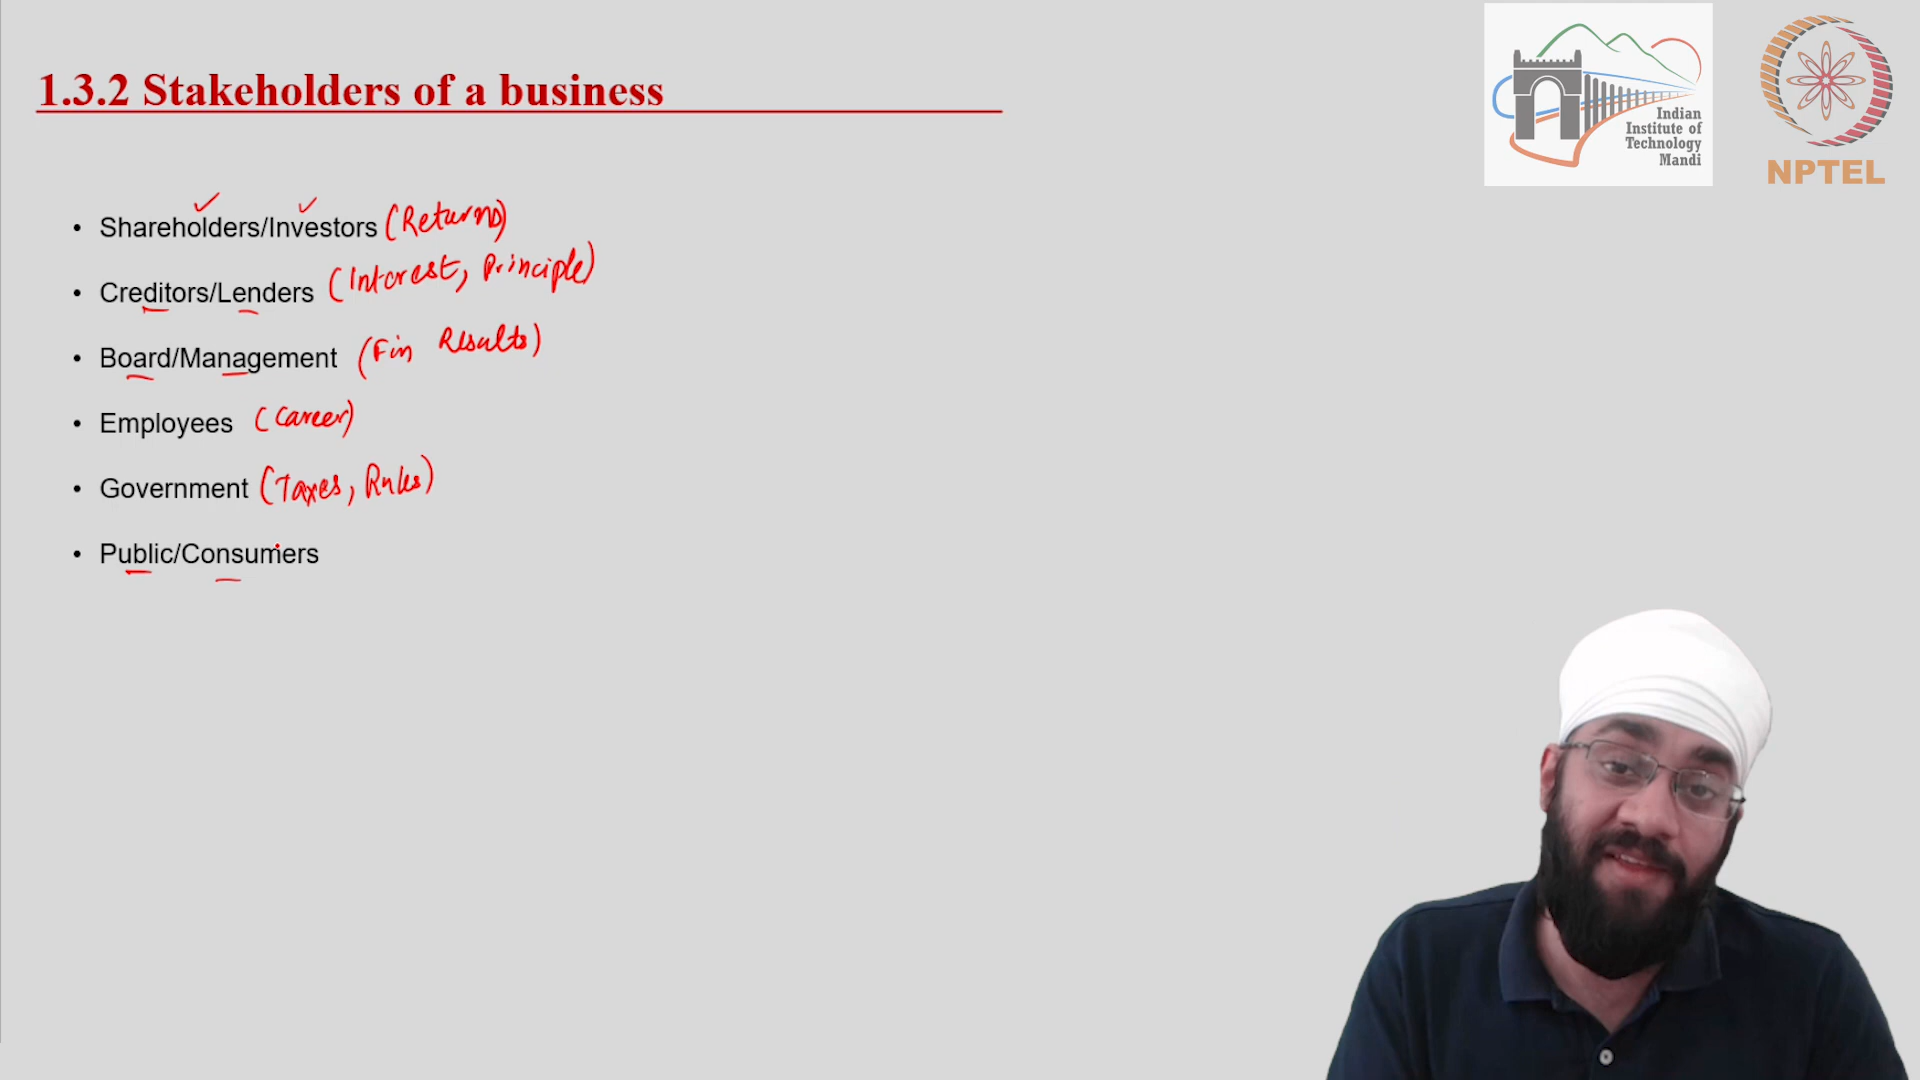 1.3.2 Stakeholders of a business
• Shareholders/Investors (Returns)
• Creditors/Lenders (Interest, Principle)
• Board/Management (Fin Results)
• Employees (Career)
• Government (Taxes, Rules)
• Public/Consumers
Indian
Institute of
Technology
Mandi
NPTEL